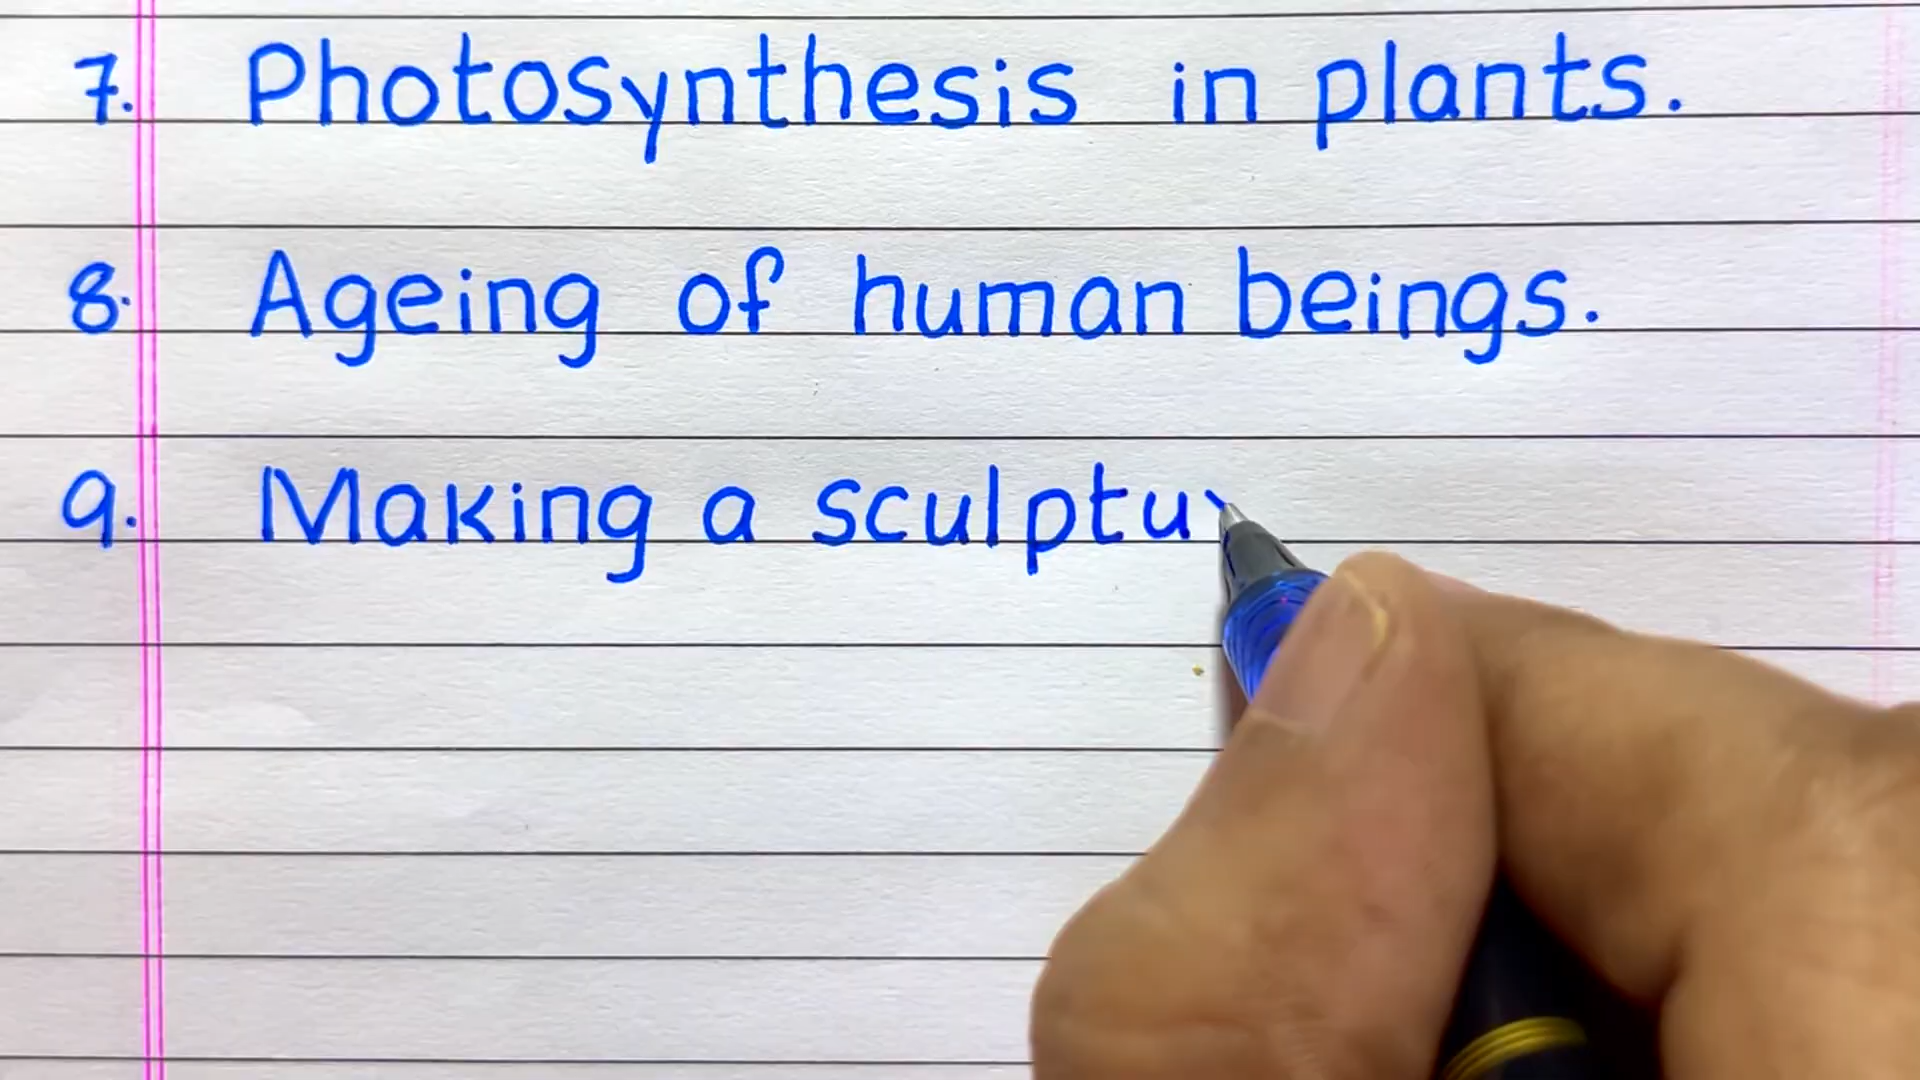 7. Photosynthesis in plants.
8. Ageing of human beings.
9. Making a sculptu